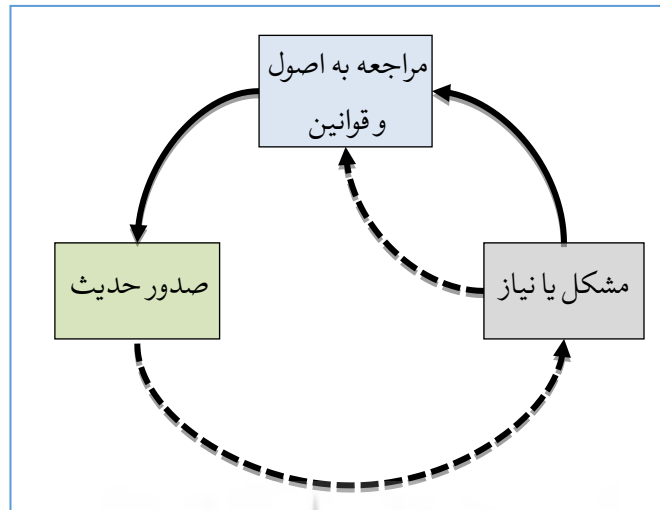 مراجعه به اصول
و قوانین
صدور حدیث
مشکل یا نیاز